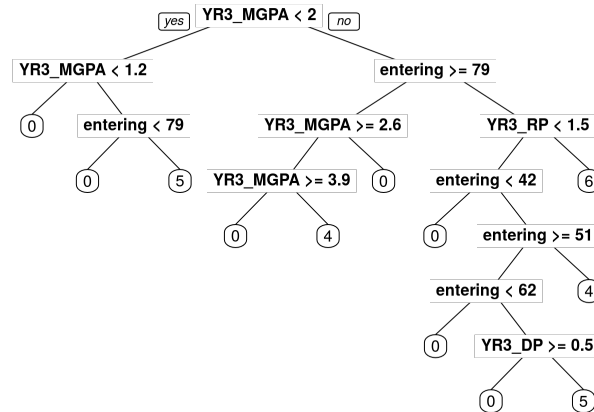 YR3_MGPA < 2
yes
no
YR3_MGPA < 1.2
entering >= 79
0
entering < 79
YR3_MGPA >= 2.6
YR3_RP < 1.5
0
5
YR3_MGPA >= 3.9
0
entering < 42
6
0
4
0
entering >= 51
entering < 62
4
0
YR3_DP >= 0.5
0
5